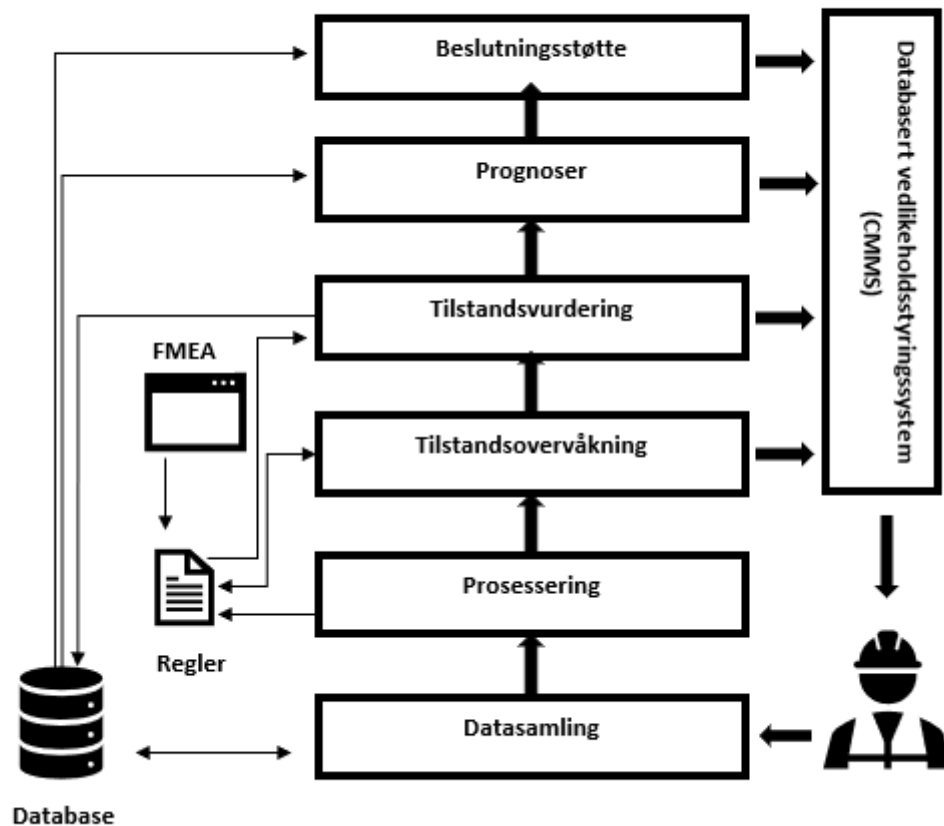 Beslutningsstøtte
Prognoser
Tilstandsvurdering
FMEA
Tilstandsovervåkning
Prosessering
Regler
Datasamling
Database
Databasert vedlikeholdsstyringssystem
(CMMS)